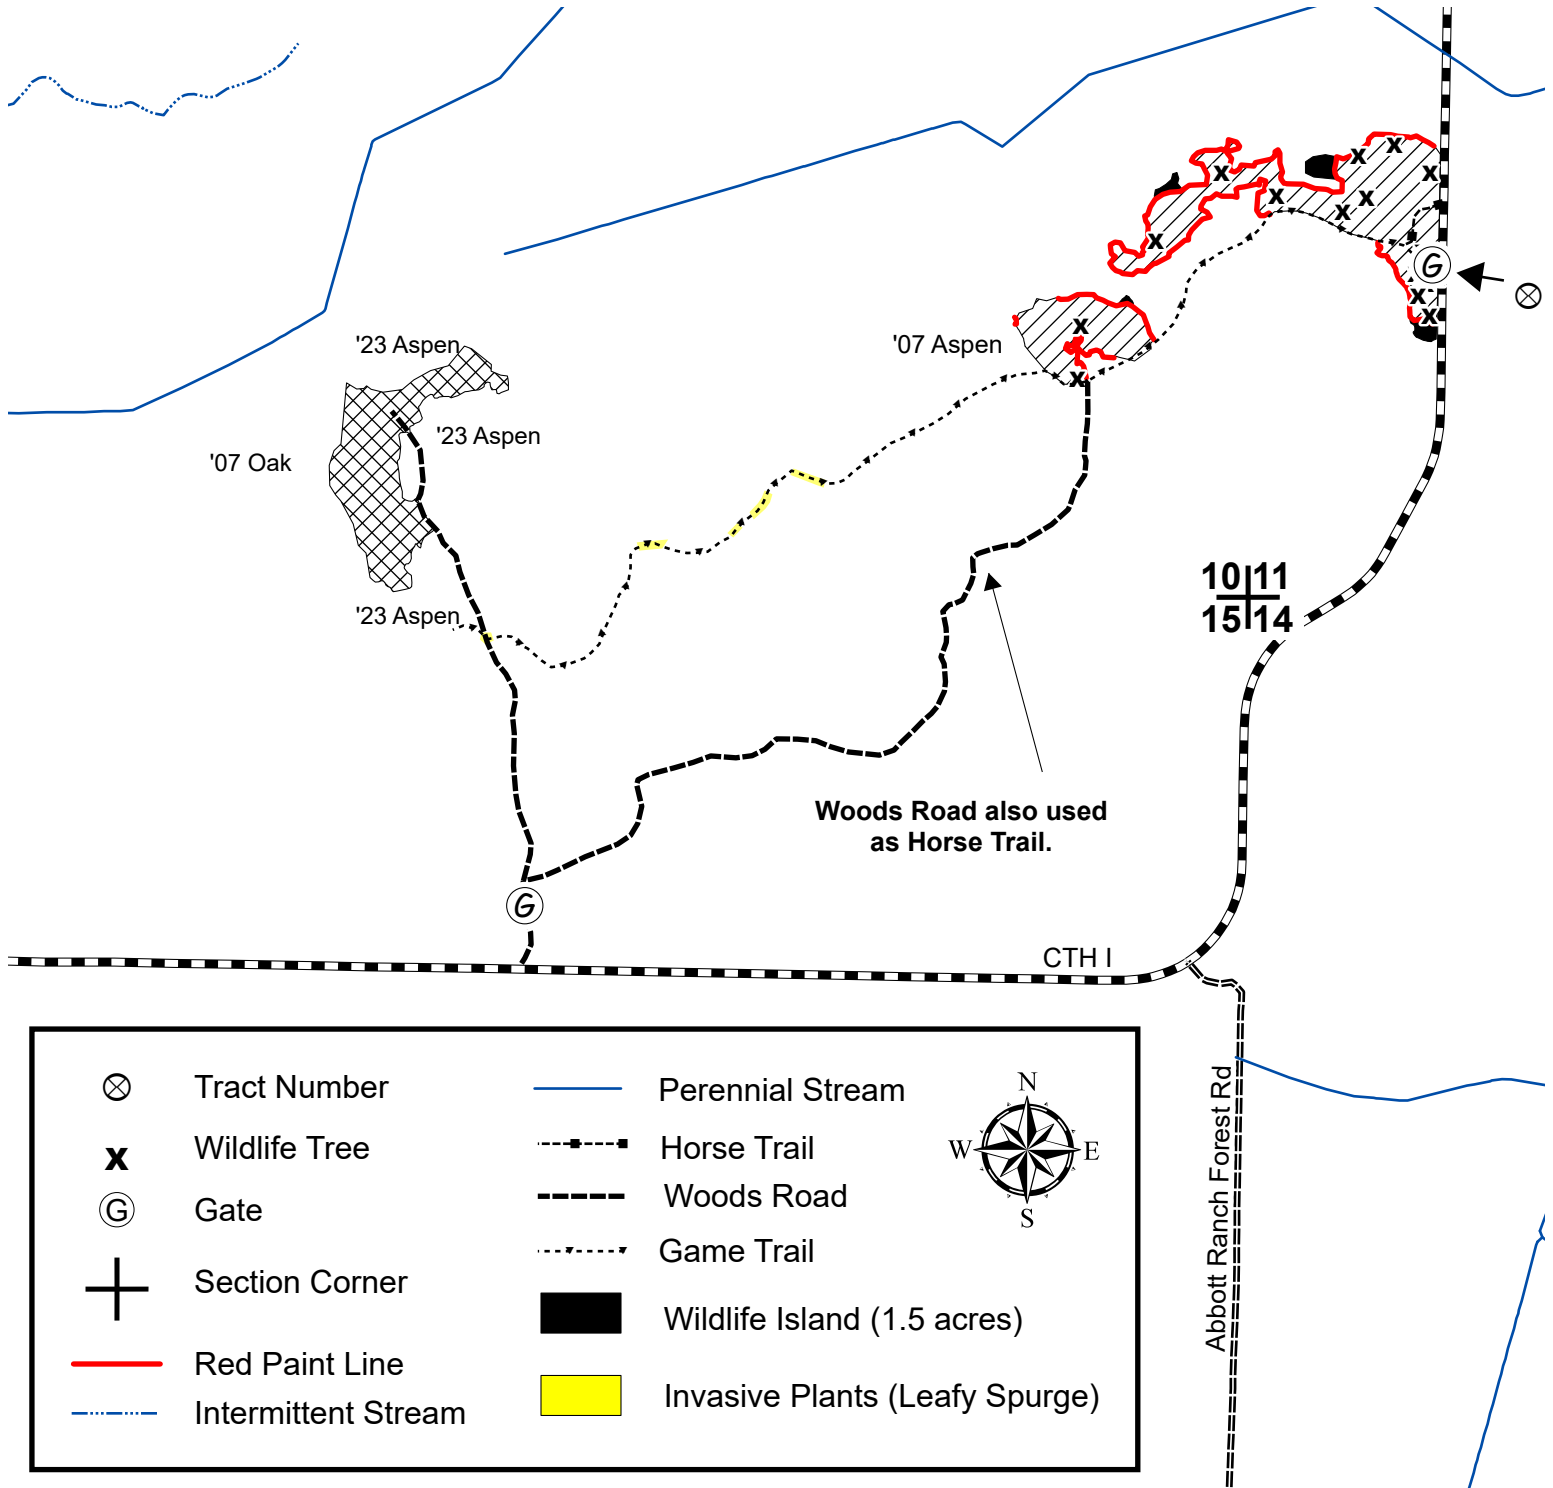 '23 Aspen
'07 Aspen
'23 Aspen
'07 Oak
'23 Aspen
G
10 11
15 14
Woods Road also used
as Horse Trail.
G
CTH I
Abbott Ranch Forest Rd
Tract Number
x Wildlife Tree
G Gate
Section Corner
Red Paint Line
Intermittent Stream
Perennial Stream
Horse Trail
Woods Road
Game Trail
Wildlife Island (1.5 acres)
Invasive Plants (Leafy Spurge)
N
W E
S